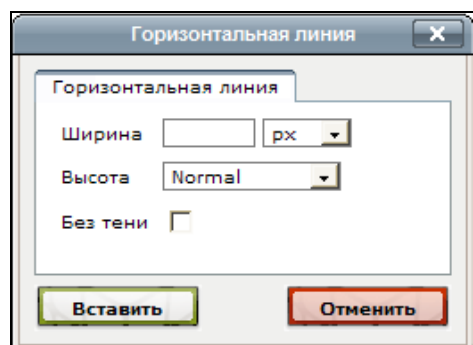 Горизонтальная линия
Горизонтальная линия
Ширина px
Высота Normal
Без тени
Вставить Отменить